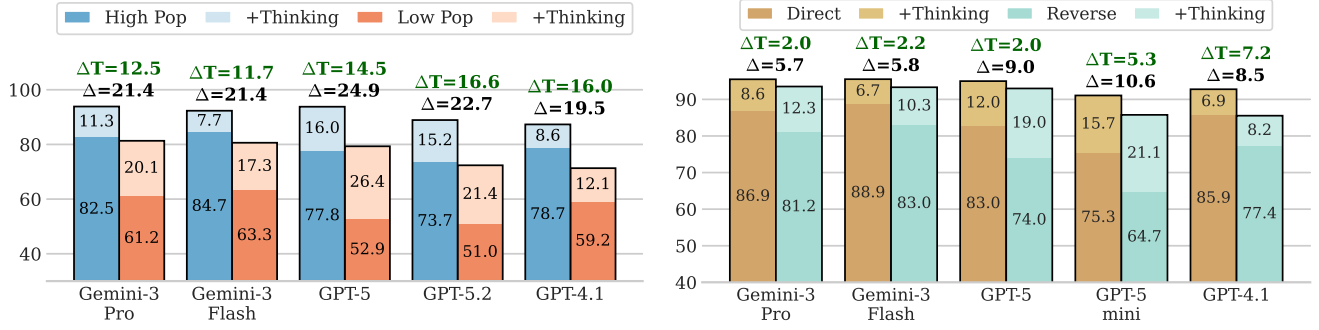 High Pop +Thinking Low Pop +Thinking
ΔT=12.5 ΔT=11.7 ΔT=14.5 ΔT=16.6 ΔT=16.0
Δ=21.4 Δ=21.4 Δ=24.9 Δ=22.7 Δ=19.5
100
80
60
40
11.3 20.1 7.7 17.3 16.0 26.4 15.2 21.4 8.6 12.1
82.5 61.2 84.7 63.3 77.8 52.9 73.7 51.0 78.7 59.2
Gemini-3 Gemini-3 GPT-5 GPT-5.2 GPT-4.1
Pro Flash
Direct +Thinking Reverse +Thinking
ΔT=2.0 ΔT=2.2 ΔT=2.0 ΔT=5.3 ΔT=7.2
Δ=5.7 Δ=5.8 Δ=9.0 Δ=10.6 Δ=8.5
90
80
70
60
50
40
8.6 12.3 6.7 10.3 12.0 19.0 15.7 21.1 6.9 8.2
86.9 81.2 88.9 83.0 83.0 74.0 75.3 64.7 85.9 77.4
Gemini-3 Gemini-3 GPT-5 GPT-5 GPT-4.1
Pro Flash mini